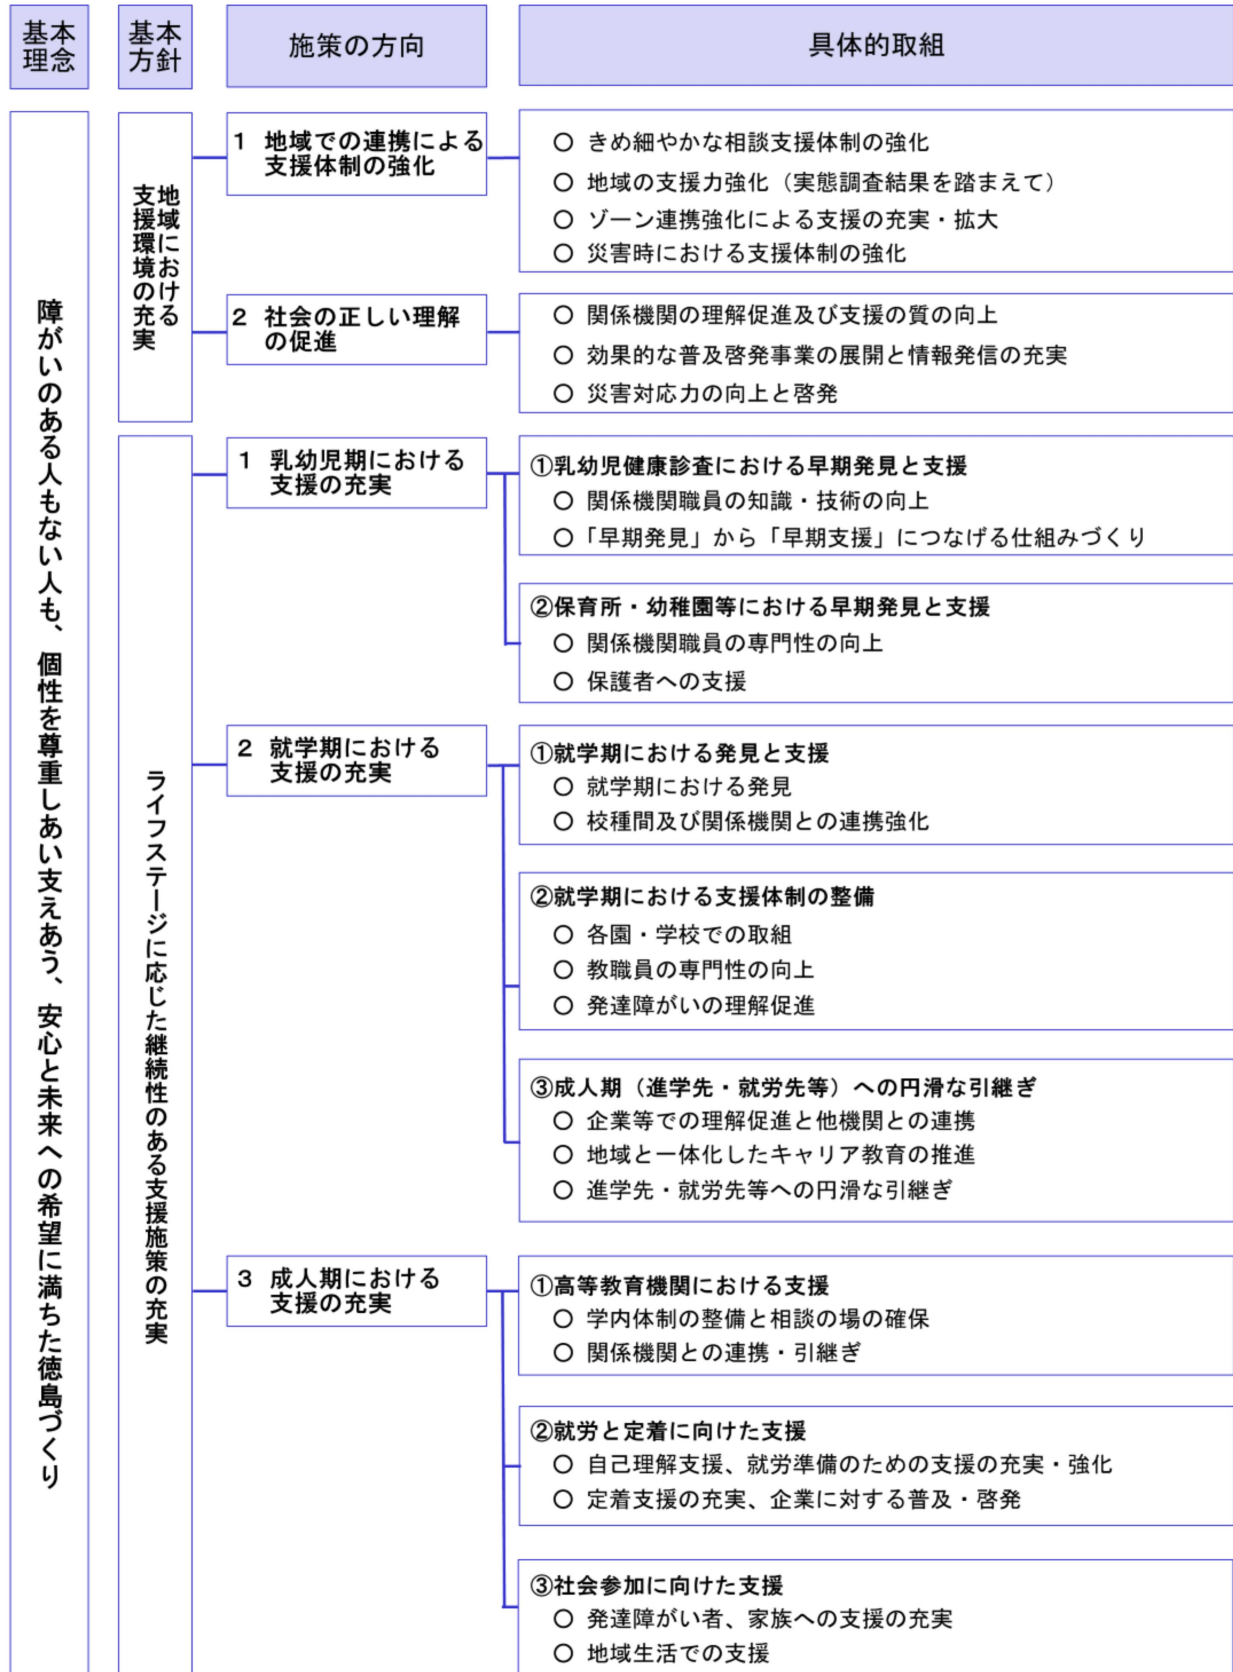 基本
理念
基本
方針
施策の方向
具体的取組
障がいのある人もない人も、個性を尊重しあい支えあう、安心と未来への希望に満ちた徳島づくり
地域における
支援環境の充実
1 地域での連携による
支援体制の強化
○ きめ細やかな相談支援体制の強化
○ 地域の支援力強化（実態調査結果を踏まえて）
○ ゾーン連携強化による支援の充実・拡大
○ 災害時における支援体制の強化
2 社会の正しい理解
の促進
○ 関係機関の理解促進及び支援の質の向上
○ 効果的な普及啓発事業の展開と情報発信の充実
○ 災害対応力の向上と啓発
ライフステージに応じた継続性のある支援施策の充実
1 乳幼児期における
支援の充実
①乳幼児健康診査における早期発見と支援
○ 関係機関職員の知識・技術の向上
○「早期発見」から「早期支援」につなげる仕組みづくり
②保育所・幼稚園等における早期発見と支援
○ 関係機関職員の専門性の向上
○ 保護者への支援
2 就学期における
支援の充実
①就学期における発見と支援
○ 就学期における発見
○ 校種間及び関係機関との連携強化
②就学期における支援体制の整備
○ 各園・学校での取組
○ 教職員の専門性の向上
○ 発達障がいの理解促進
③成人期（進学先・就労先等）への円滑な引継ぎ
○ 企業等での理解促進と他機関との連携
○ 地域と一体化したキャリア教育の推進
○ 進学先・就労先等への円滑な引継ぎ
3 成人期における
支援の充実
①高等教育機関における支援
○ 学内体制の整備と相談の場の確保
○ 関係機関との連携・引継ぎ
②就労と定着に向けた支援
○ 自己理解支援、就労準備のための支援の充実・強化
○ 定着支援の充実、企業に対する普及・啓発
③社会参加に向けた支援
○ 発達障がい者、家族への支援の充実
○ 地域生活での支援